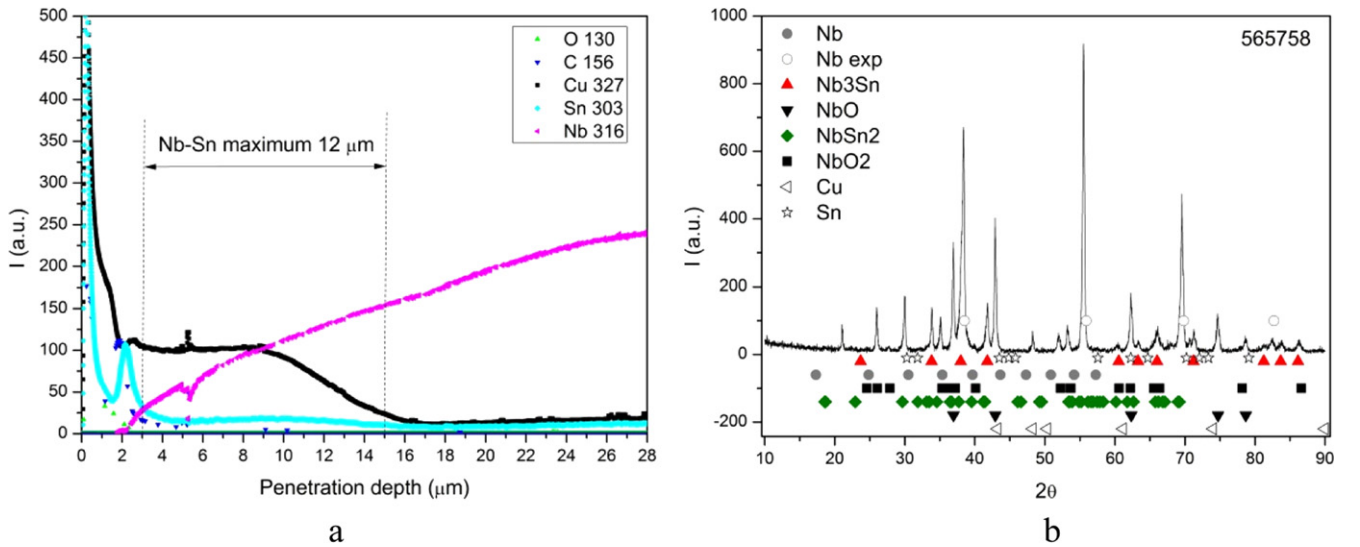 500
450
400
350
300
250
200
150
100
50
0
I (a.u.)
O 130
C 156
Cu 327
Sn 303
Nb 316
Nb-Sn maximum 12 μm
0 2 4 6 8 10 12 14 16 18 20 22 24 26 28
Penetration depth (μm)
a
1000
800
600
400
200
0
-200
I (a.u.)
Nb
Nb exp
Nb3Sn
NbO
NbSn2
NbO2
Cu
Sn
565758
10 20 30 40 50 60 70 80 90
2θ
b